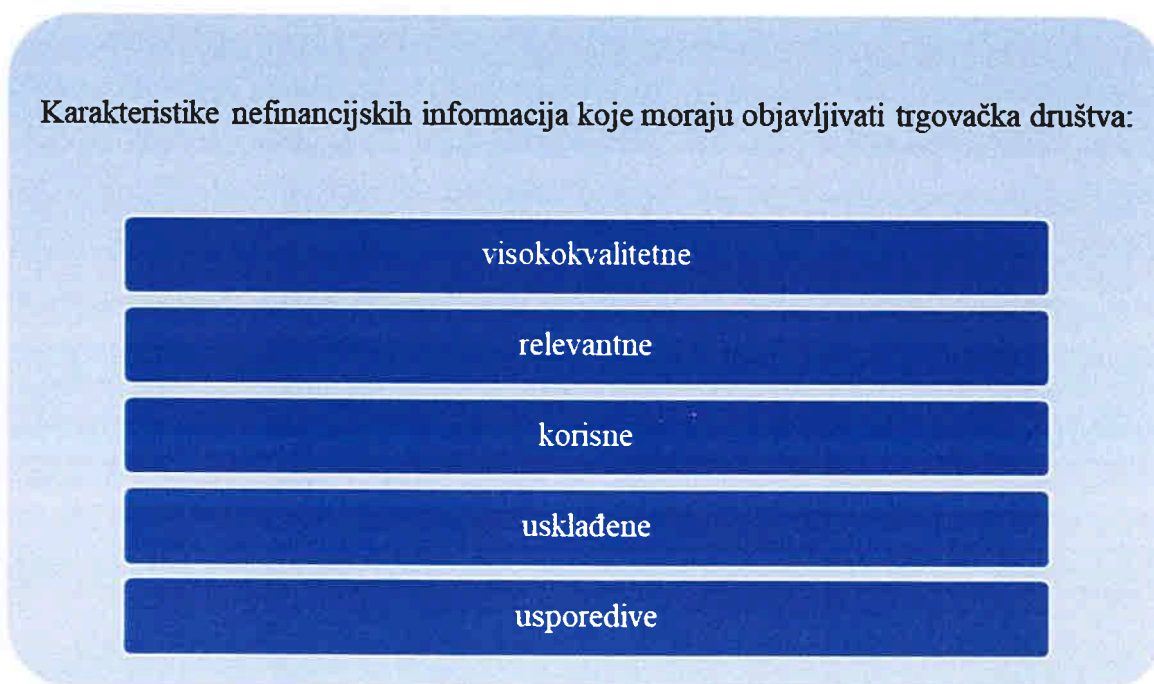 Karakteristike nefinancijskih informacija koje moraju objavljivati trgovačka društva:
visokokvalitetne
relevantne
korisne
usklađene
usporedive